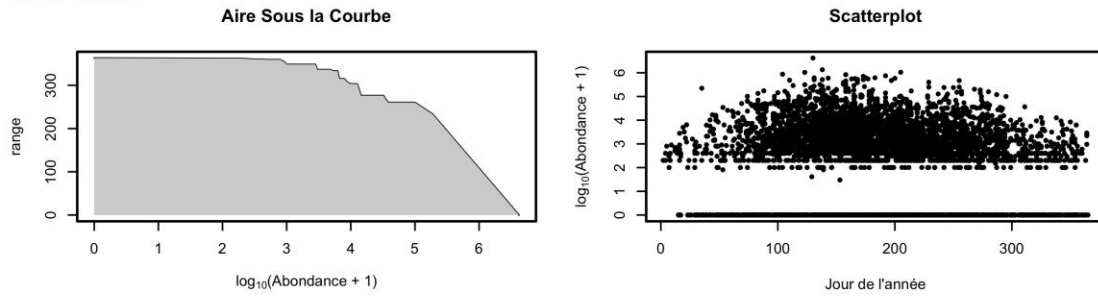 Aire Sous la Courbe
range
0
100
200
300
0 1 2 3 4 5 6
log₁₀(Abondance + 1)
Scatterplot
log₁₀(Abondance + 1)
0
1
2
3
4
5
6
0 100 200 300
Jour de l'année